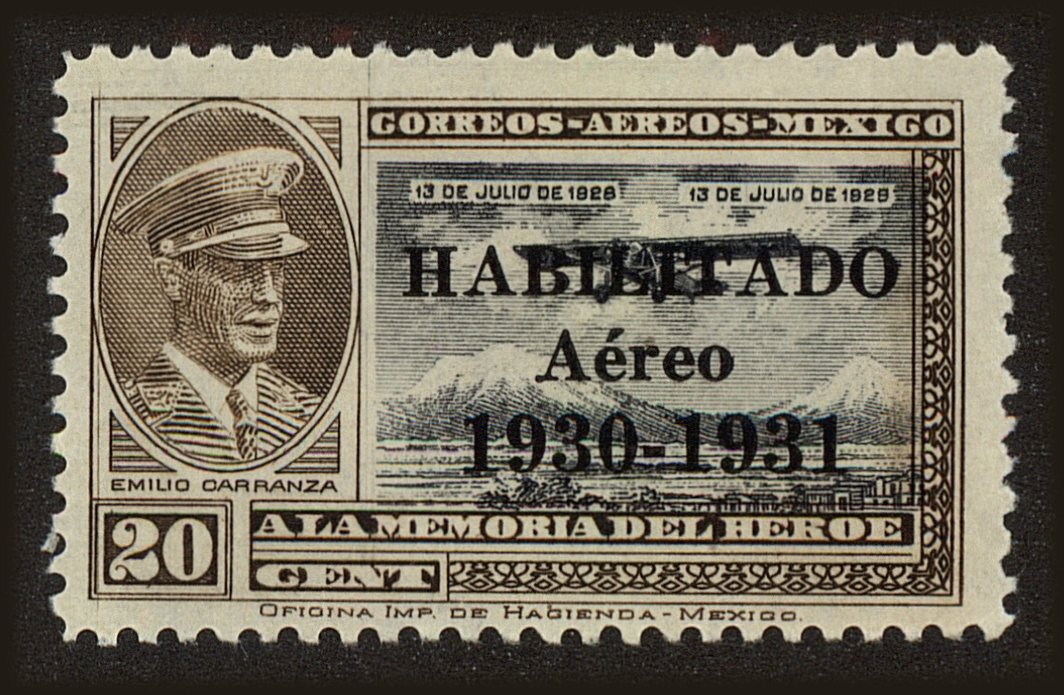 CORREOS-AEREOS-MEXICO
13 DE JULIO DE 1928 13 DE JULIO DE 1929
HABILITADO
Aéreo
1930-1931
EMILIO CARRANZA
A LA MEMORIA DEL HEROE
20
CENT
OFICINA IMP. DE HACIENDA-MEXICO.